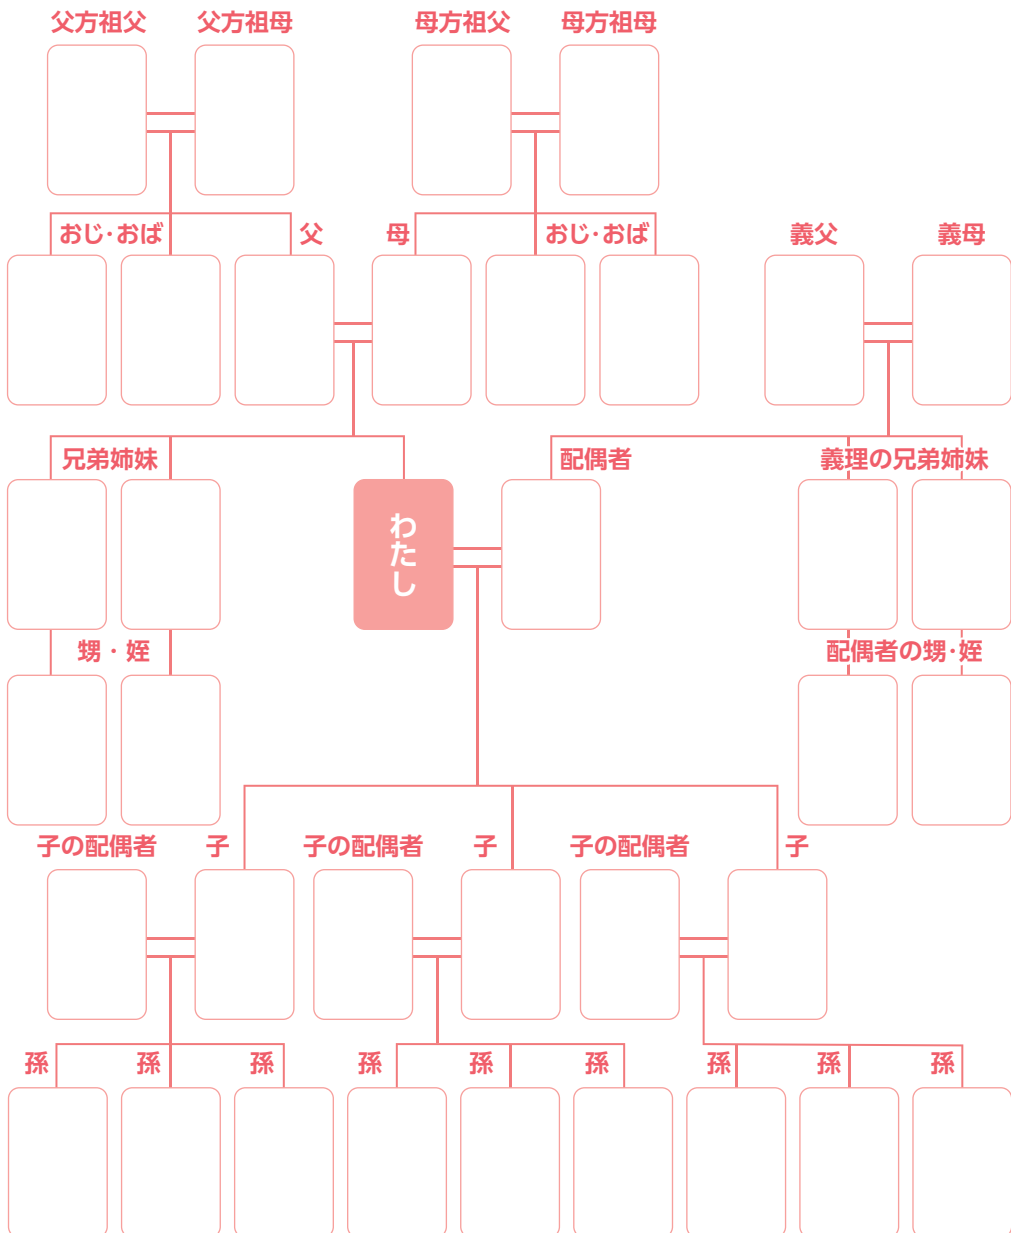 父方祖父 父方祖母 母方祖父 母方祖母
おじ・おば 父 母 おじ・おば 義父 義母
兄弟姉妹 配偶者 義理の兄弟姉妹
わたし
甥・姪 配偶者の甥・姪
子の配偶者 子 子の配偶者 子 子の配偶者 子
孫 孫 孫 孫 孫 孫 孫 孫 孫